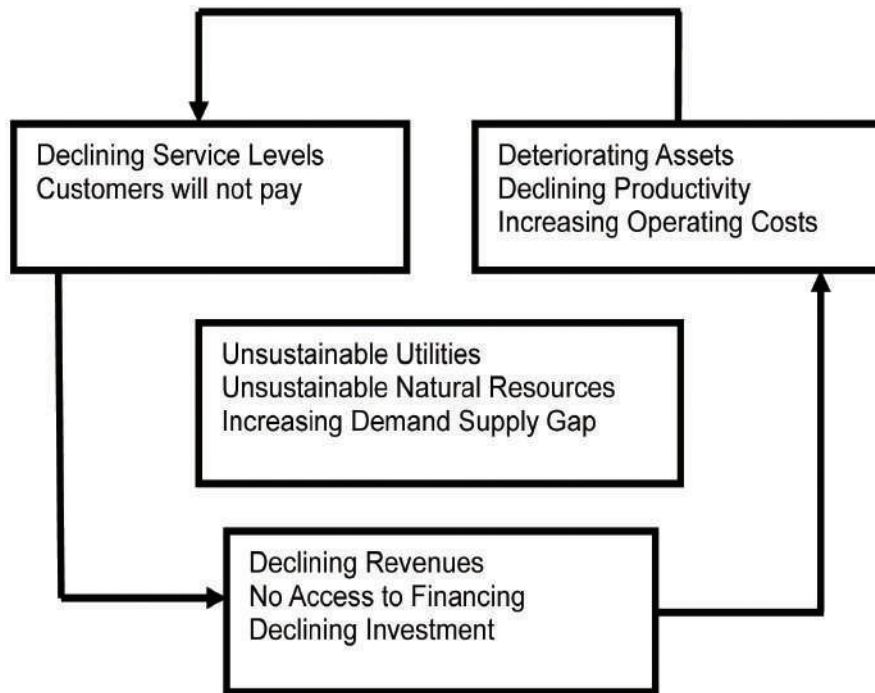 Declining Service Levels
Customers will not pay
Deteriorating Assets
Declining Productivity
Increasing Operating Costs
Unsustainable Utilities
Unsustainable Natural Resources
Increasing Demand Supply Gap
Declining Revenues
No Access to Financing
Declining Investment